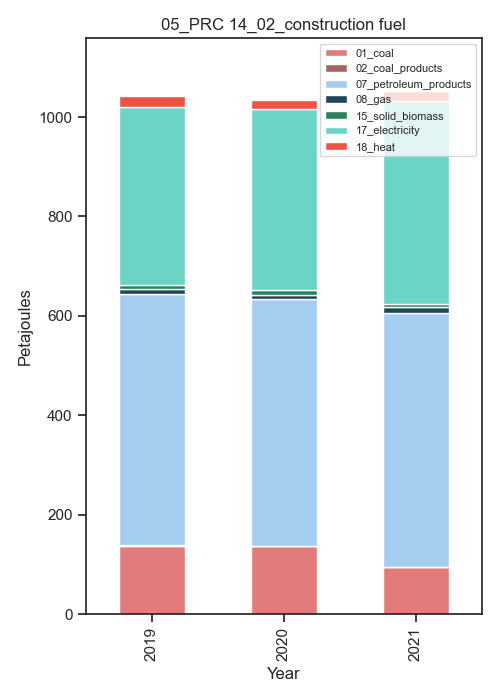 05_PRC 14_02_construction fuel
01_coal
02_coal_products
07_petroleum_products
08_gas
15_solid_biomass
17_electricity
18_heat
Petajoules
1000
800
600
400
200
0
2019
2020
2021
Year